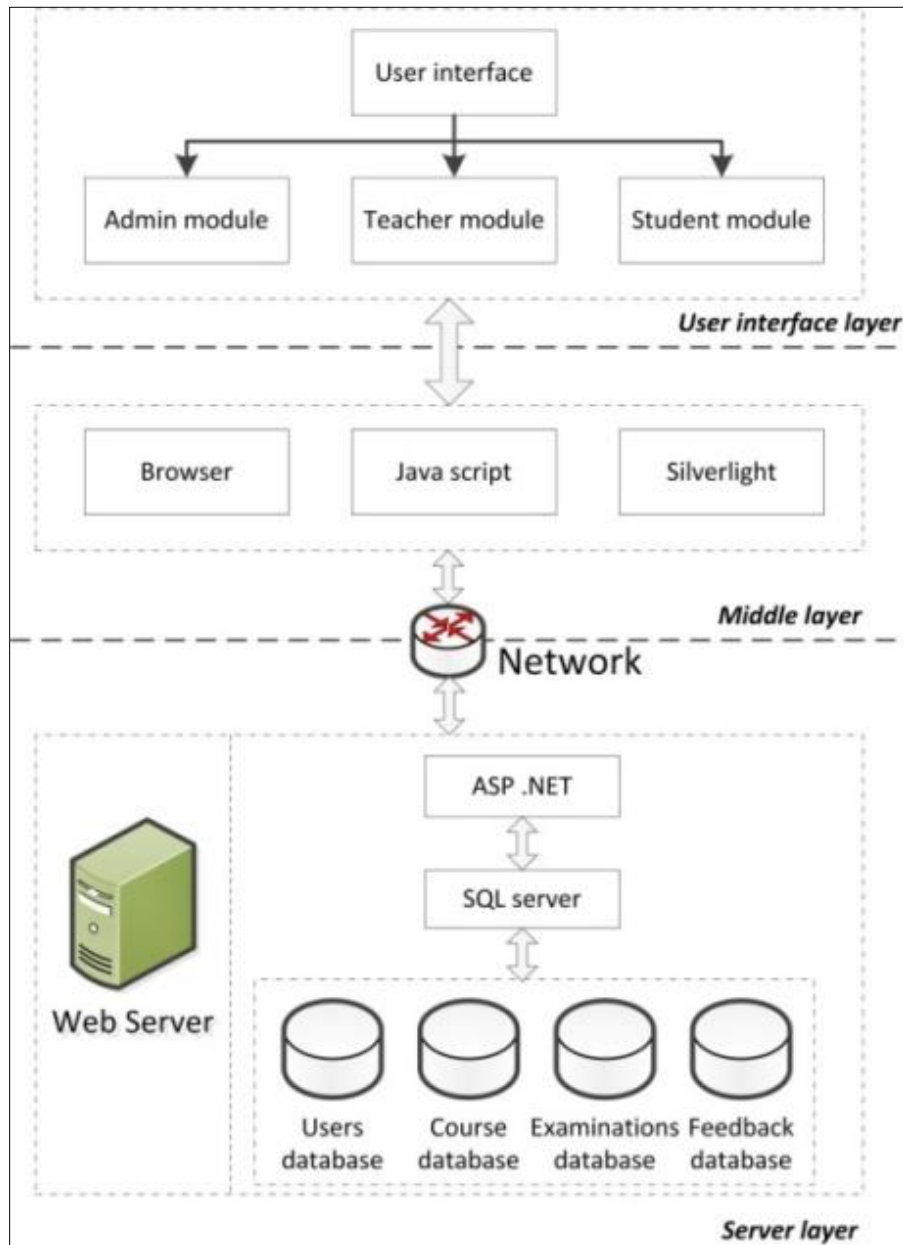 User interface
Admin module
Teacher module
Student module
User interface layer
Browser
Java script
Silverlight
Middle layer
Network
ASP .NET
SQL server
Web Server
Users
database
Course
database
Examinations
database
Feedback
database
Server layer